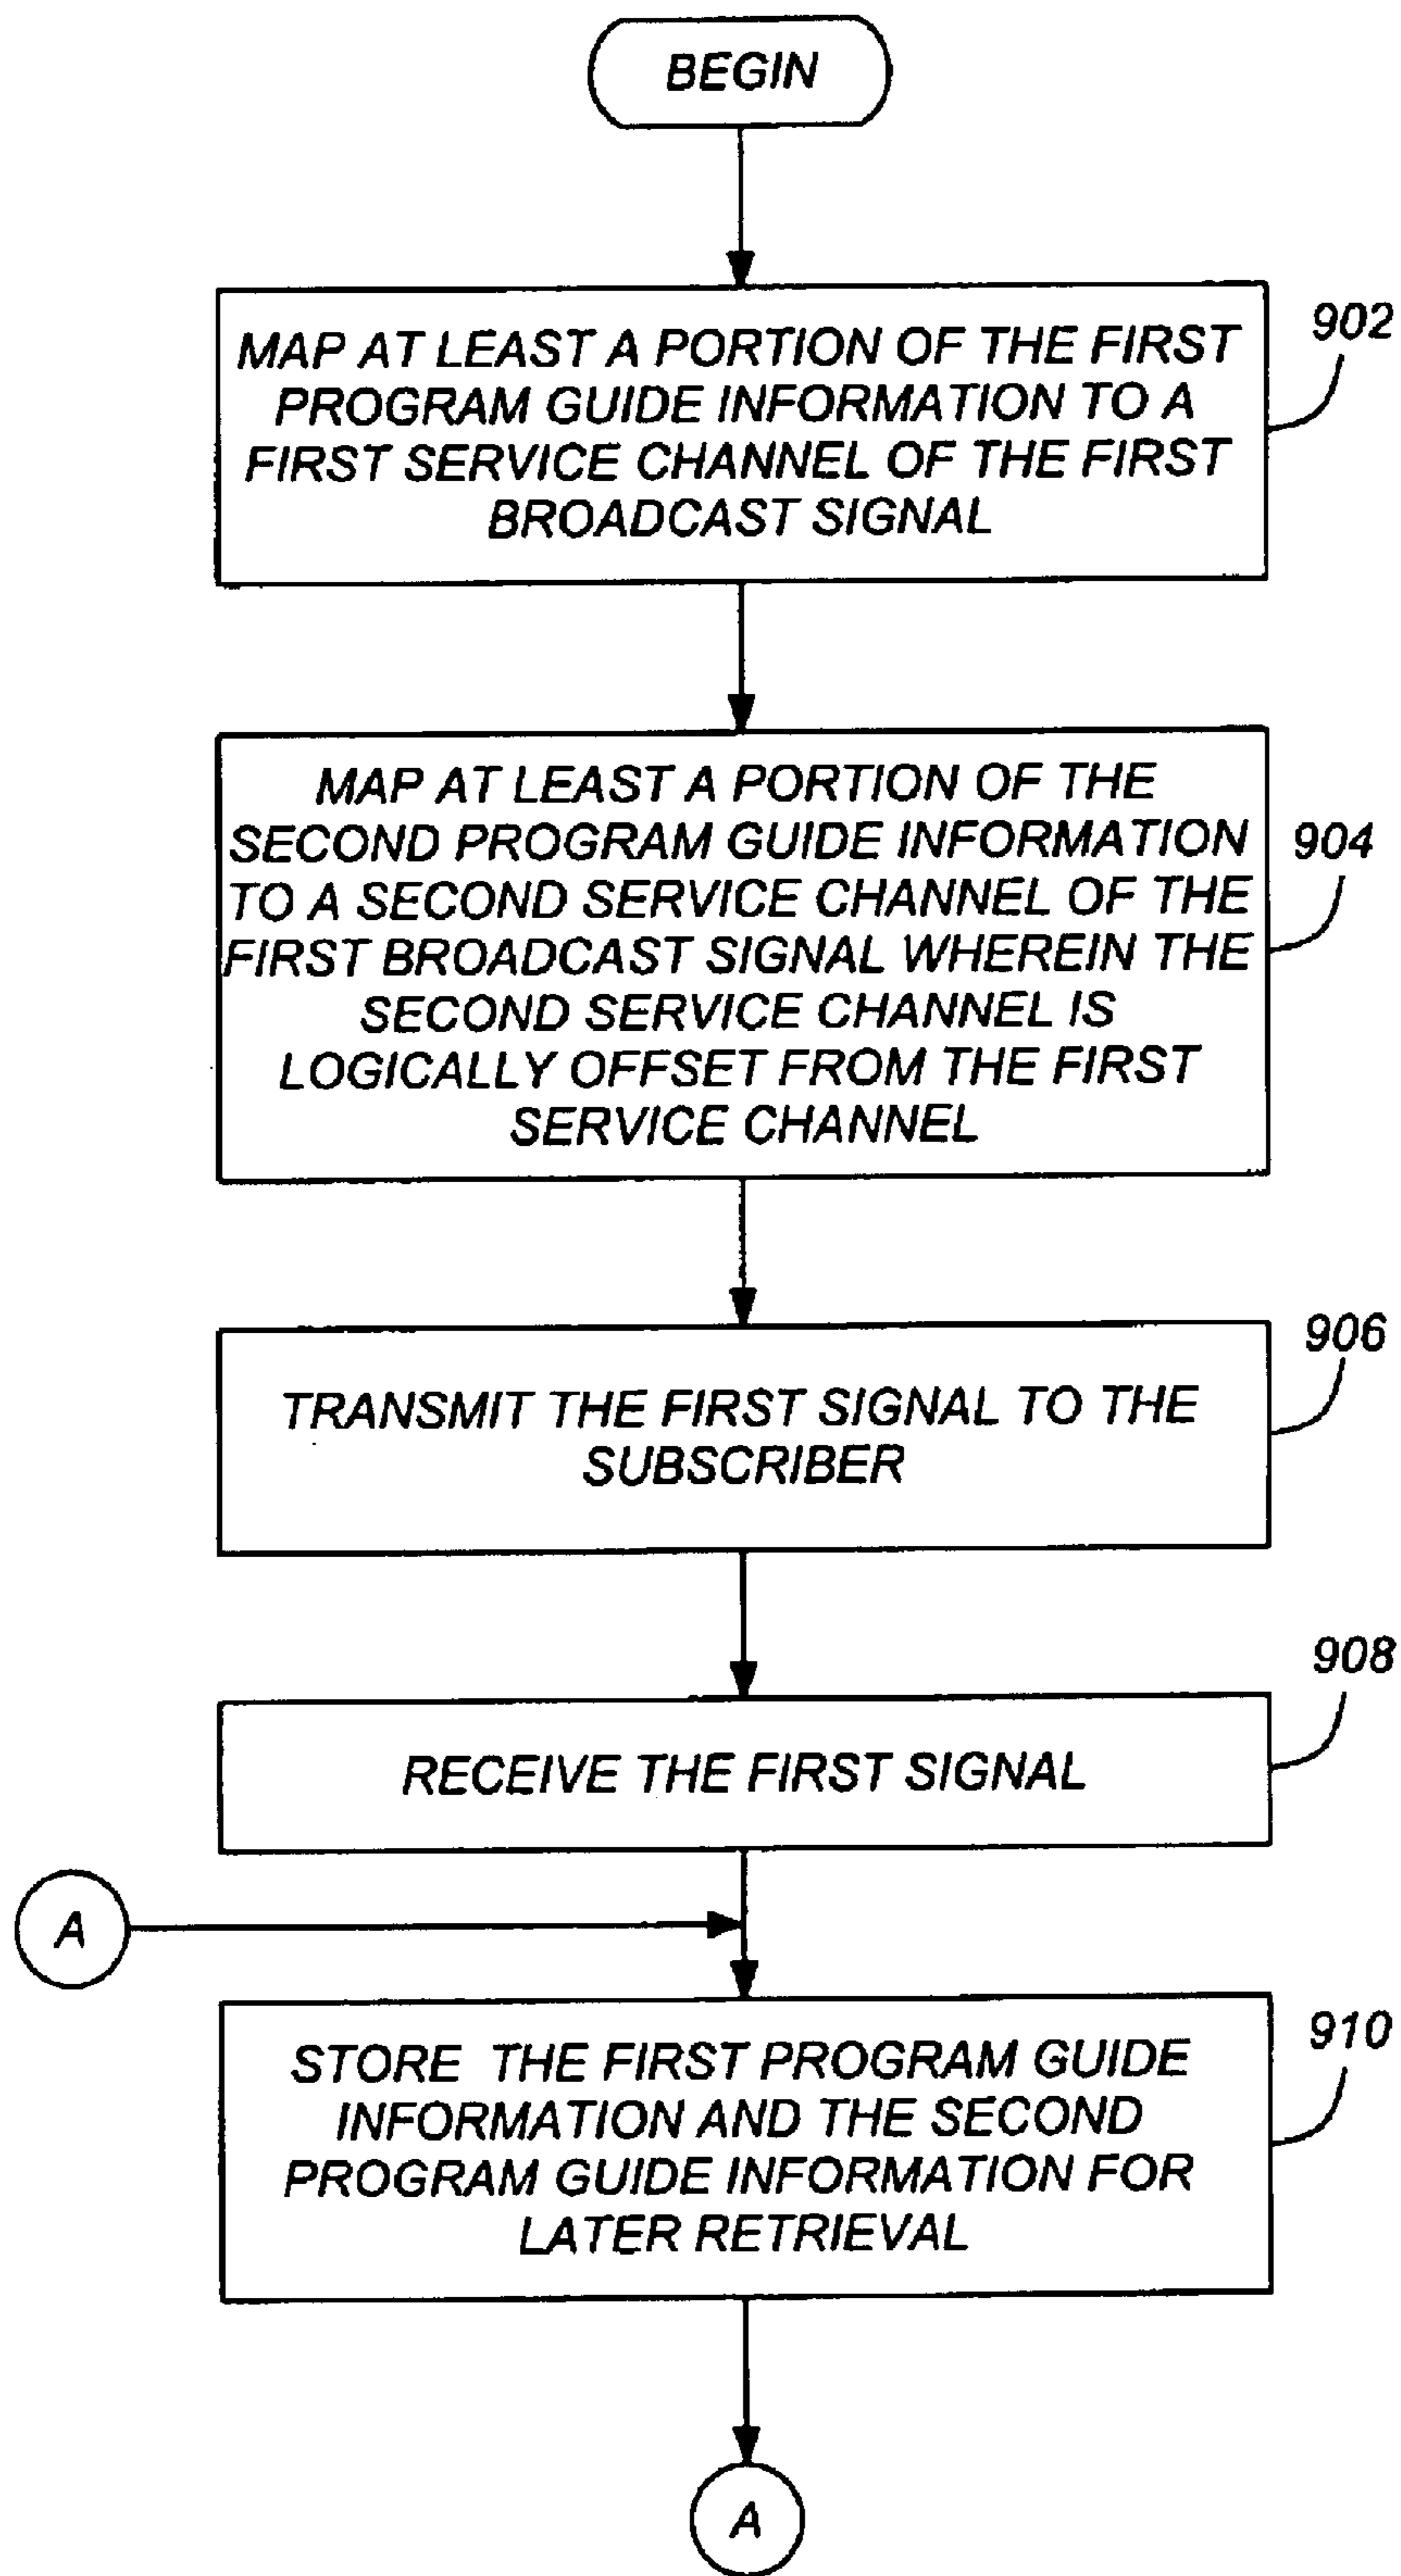 BEGIN
MAP AT LEAST A PORTION OF THE FIRST
PROGRAM GUIDE INFORMATION TO A
FIRST SERVICE CHANNEL OF THE FIRST
BROADCAST SIGNAL
902
MAP AT LEAST A PORTION OF THE
SECOND PROGRAM GUIDE INFORMATION
TO A SECOND SERVICE CHANNEL OF THE
FIRST BROADCAST SIGNAL WHEREIN THE
SECOND SERVICE CHANNEL IS
LOGICALLY OFFSET FROM THE FIRST
SERVICE CHANNEL
904
TRANSMIT THE FIRST SIGNAL TO THE
SUBSCRIBER
906
RECEIVE THE FIRST SIGNAL
908
A
STORE THE FIRST PROGRAM GUIDE
INFORMATION AND THE SECOND
PROGRAM GUIDE INFORMATION FOR
LATER RETRIEVAL
910
A